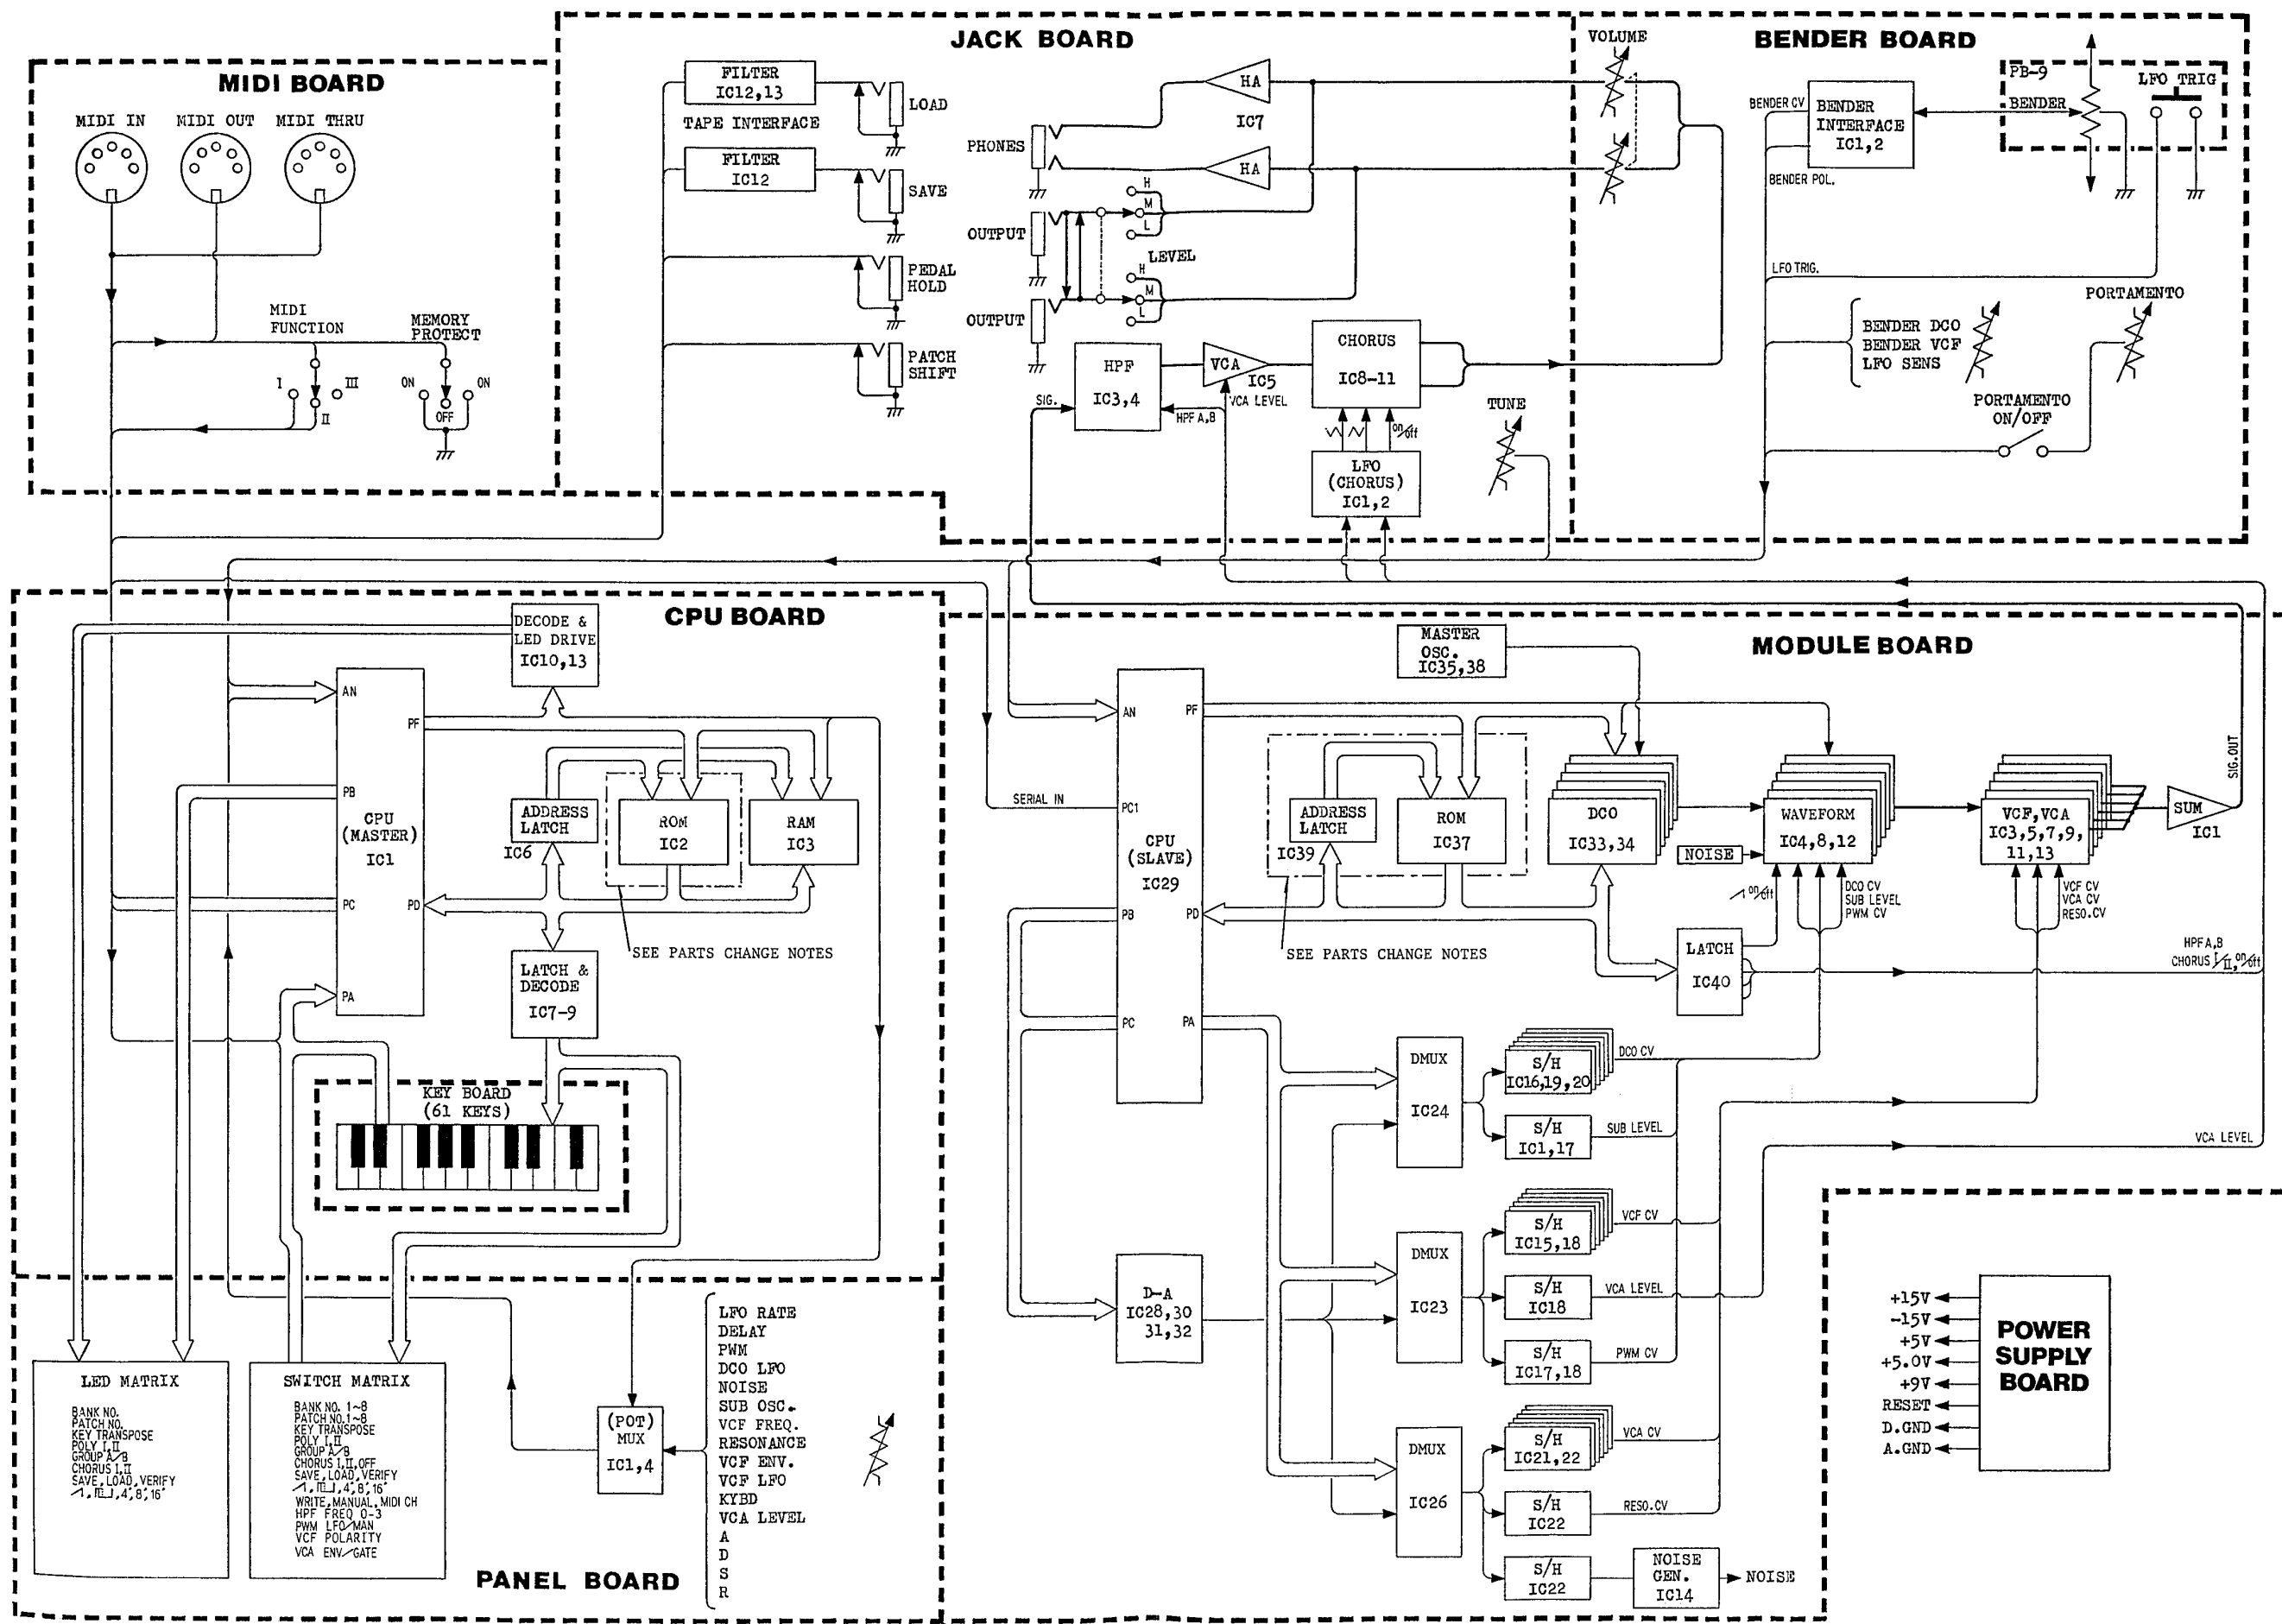 MIDI BOARD
MIDI IN
MIDI OUT
MIDI THRU
MIDI
FUNCTION
I
III
II
MEMORY
PROTECT
ON
ON
OFF
JACK BOARD
FILTER
IC12,13
TAPE INTERFACE
LOAD
FILTER
IC12
SAVE
PEDAL
HOLD
PATCH
SHIFT
PHONES
HA
IC7
HA
OUTPUT
H
M
L
LEVEL
OUTPUT
H
M
L
VOLUME
HPF
IC3,4
SIG.
HPF A,B
VCA
IC5
VCA LEVEL
CHORUS
IC8-11
on/off
LFO
(CHORUS)
IC1,2
TUNE
BENDER BOARD
BENDER CV
BENDER
INTERFACE
IC1,2
BENDER POL.
PB-9
BENDER
LFO TRIG
LFO TRIG.
BENDER DCO
BENDER VCF
LFO SENS
PORTAMENTO
PORTAMENTO
ON/OFF
CPU BOARD
DECODE &
LED DRIVE
IC10,13
AN
PF
PB
CPU
(MASTER)
IC1
PC
PD
PA
ADDRESS
LATCH
IC6
ROM
IC2
RAM
IC3
SEE PARTS CHANGE NOTES
LATCH &
DECODE
IC7-9
KEY BOARD
(61 KEYS)
MODULE BOARD
MASTER
OSC.
IC35,38
AN
PF
SERIAL IN
PC1
CPU
(SLAVE)
IC29
PB
PD
PC
PA
ADDRESS
LATCH
IC39
ROM
IC37
SEE PARTS CHANGE NOTES
DCO
IC33,34
NOISE
WAVEFORM
IC4,8,12
on/off
DCO CV
SUB LEVEL
PWM CV
VCF,VCA
IC3,5,7,9,
11,13
VCF CV
VCA CV
RESO.CV
SUM
IC1
SIG.OUT
LATCH
IC40
HPF A,B
CHORUS I/II,on/off
DMUX
IC24
S/H
IC16,19,20
DCO CV
S/H
IC1,17
SUB LEVEL
VCA LEVEL
D-A
IC28,30
31,32
DMUX
IC23
S/H
IC15,18
VCF CV
S/H
IC18
VCA LEVEL
S/H
IC17,18
PWM CV
DMUX
IC26
S/H
IC21,22
VCA CV
S/H
IC22
RESO.CV
S/H
IC22
NOISE
GEN.
IC14
NOISE
PANEL BOARD
LED MATRIX
BANK NO.
PATCH NO.
KEY TRANSPOSE
POLY I,II
GROUP A/B
CHORUS I,II
SAVE,LOAD,VERIFY
4',8',16'
SWITCH MATRIX
BANK NO. 1~8
PATCH NO.1~8
KEY TRANSPOSE
POLY I,II
GROUP A/B
CHORUS I,II,OFF
SAVE,LOAD,VERIFY
4',8',16'
WRITE,MANUAL,MIDI CH
HPF FREQ 0-3
PWM LFO/MAN
VCF POLARITY
VCA ENV/GATE
(POT)
MUX
IC1,4
LFO RATE
DELAY
PWM
DCO LFO
NOISE
SUB OSC.
VCF FREQ.
RESONANCE
VCF ENV.
VCF LFO
KYBD
VCA LEVEL
A
D
S
R
+15V
-15V
+5V
+5.0V
+9V
RESET
D.GND
A.GND
POWER
SUPPLY
BOARD